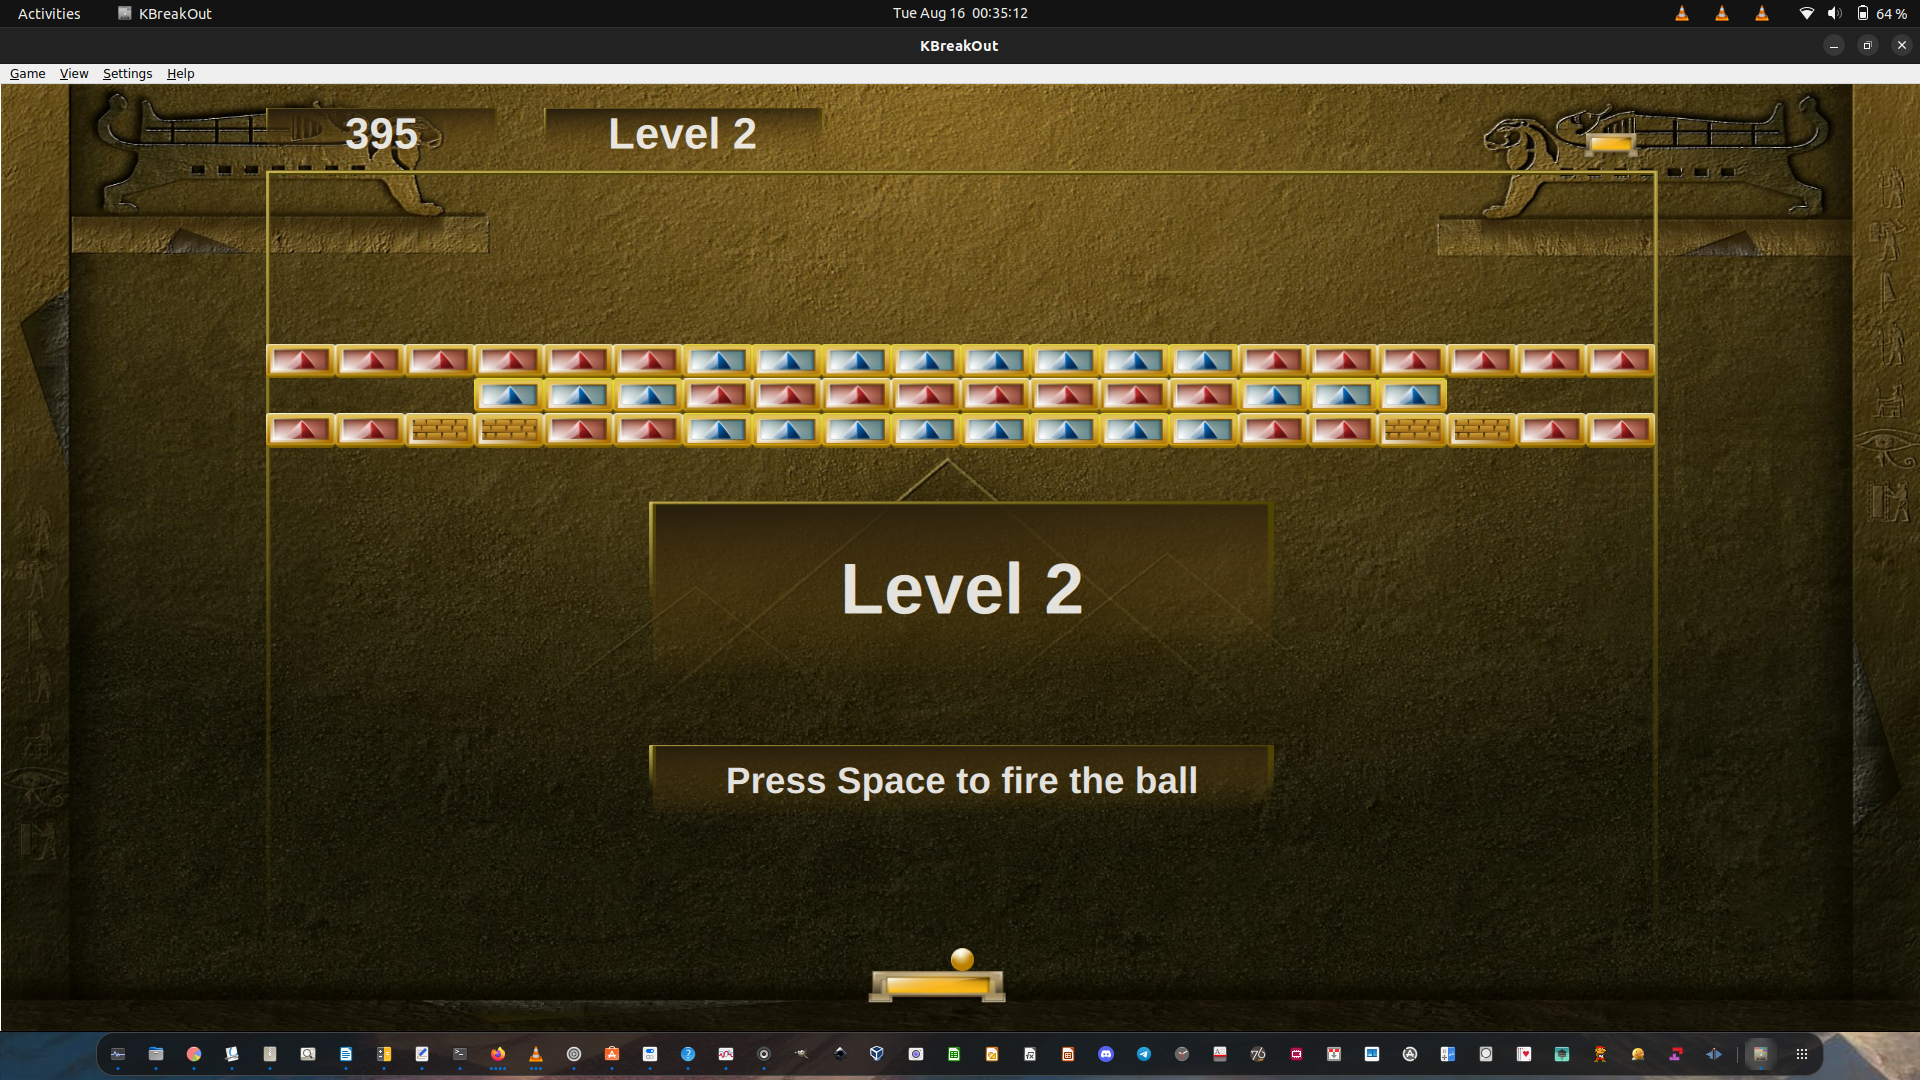 Activities KBreakOut Tue Aug 16 00:35:12 64 %
KBreakOut
Game View Settings Help
395 Level 2
Level 2
Press Space to fire the ball
76